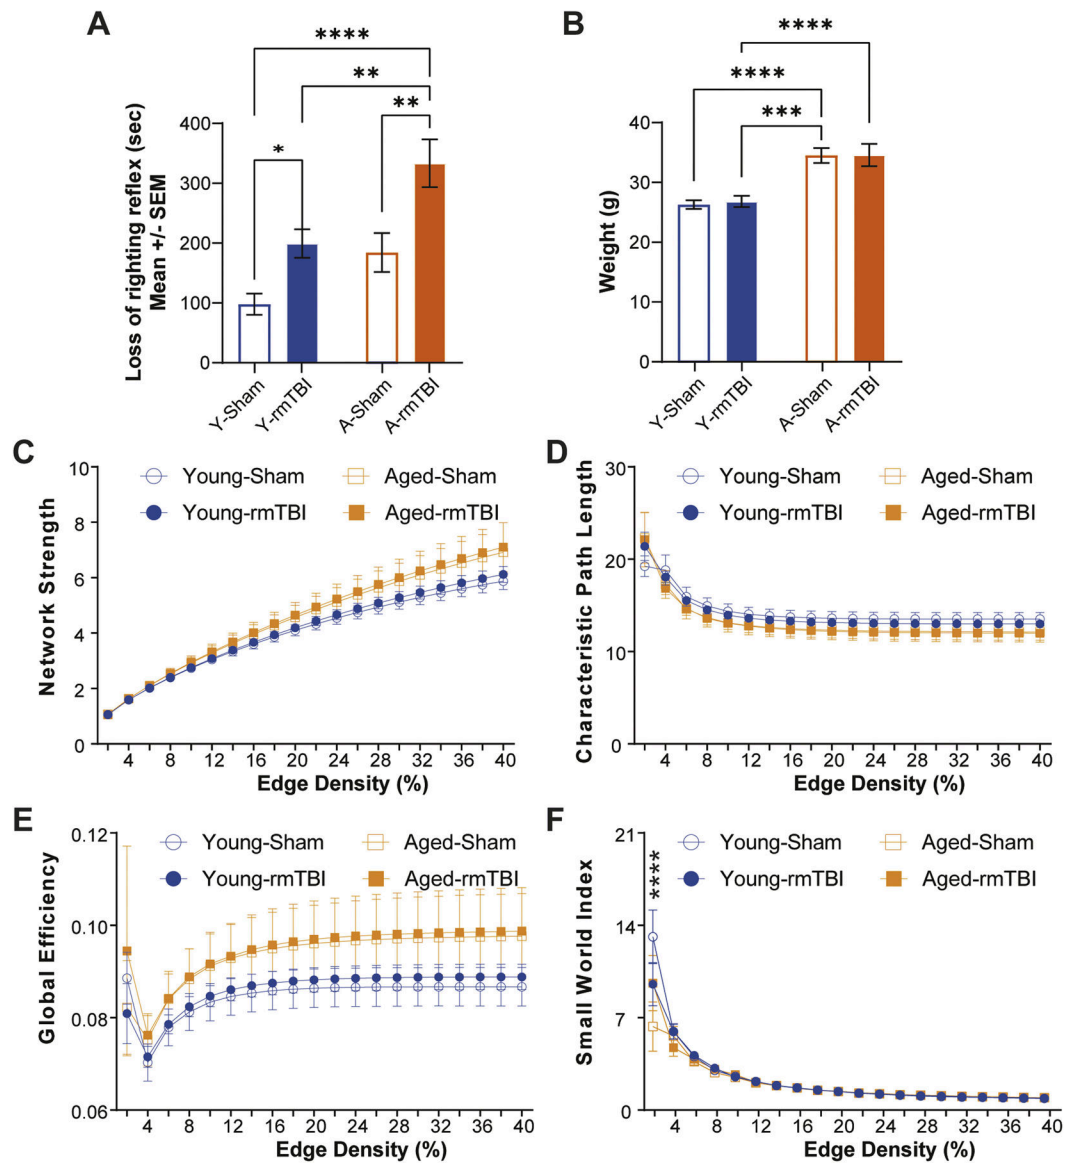 A
****
**
**
*
Loss of righting reflex (sec)
Mean +/- SEM
400
300
200
100
0
Y-Sham
Y-rmTBI
A-Sham
A-rmTBI
B
****
****
***
Weight (g)
40
30
20
10
0
Y-Sham
Y-rmTBI
A-Sham
A-rmTBI
C
Network Strength
10
8
6
4
2
0
Young-Sham
Aged-Sham
Young-rmTBI
Aged-rmTBI
4 8 12 16 20 24 28 32 36 40
Edge Density (%)
D
Characteristic Path Length
30
20
10
0
Young-Sham
Aged-Sham
Young-rmTBI
Aged-rmTBI
4 8 12 16 20 24 28 32 36 40
Edge Density (%)
E
Global Efficiency
0.12
0.10
0.08
0.06
Young-Sham
Aged-Sham
Young-rmTBI
Aged-rmTBI
4 8 12 16 20 24 28 32 36 40
Edge Density (%)
F
Small World Index
21
14
7
0
****
Young-Sham
Aged-Sham
Young-rmTBI
Aged-rmTBI
4 8 12 16 20 24 28 32 36 40
Edge Density (%)